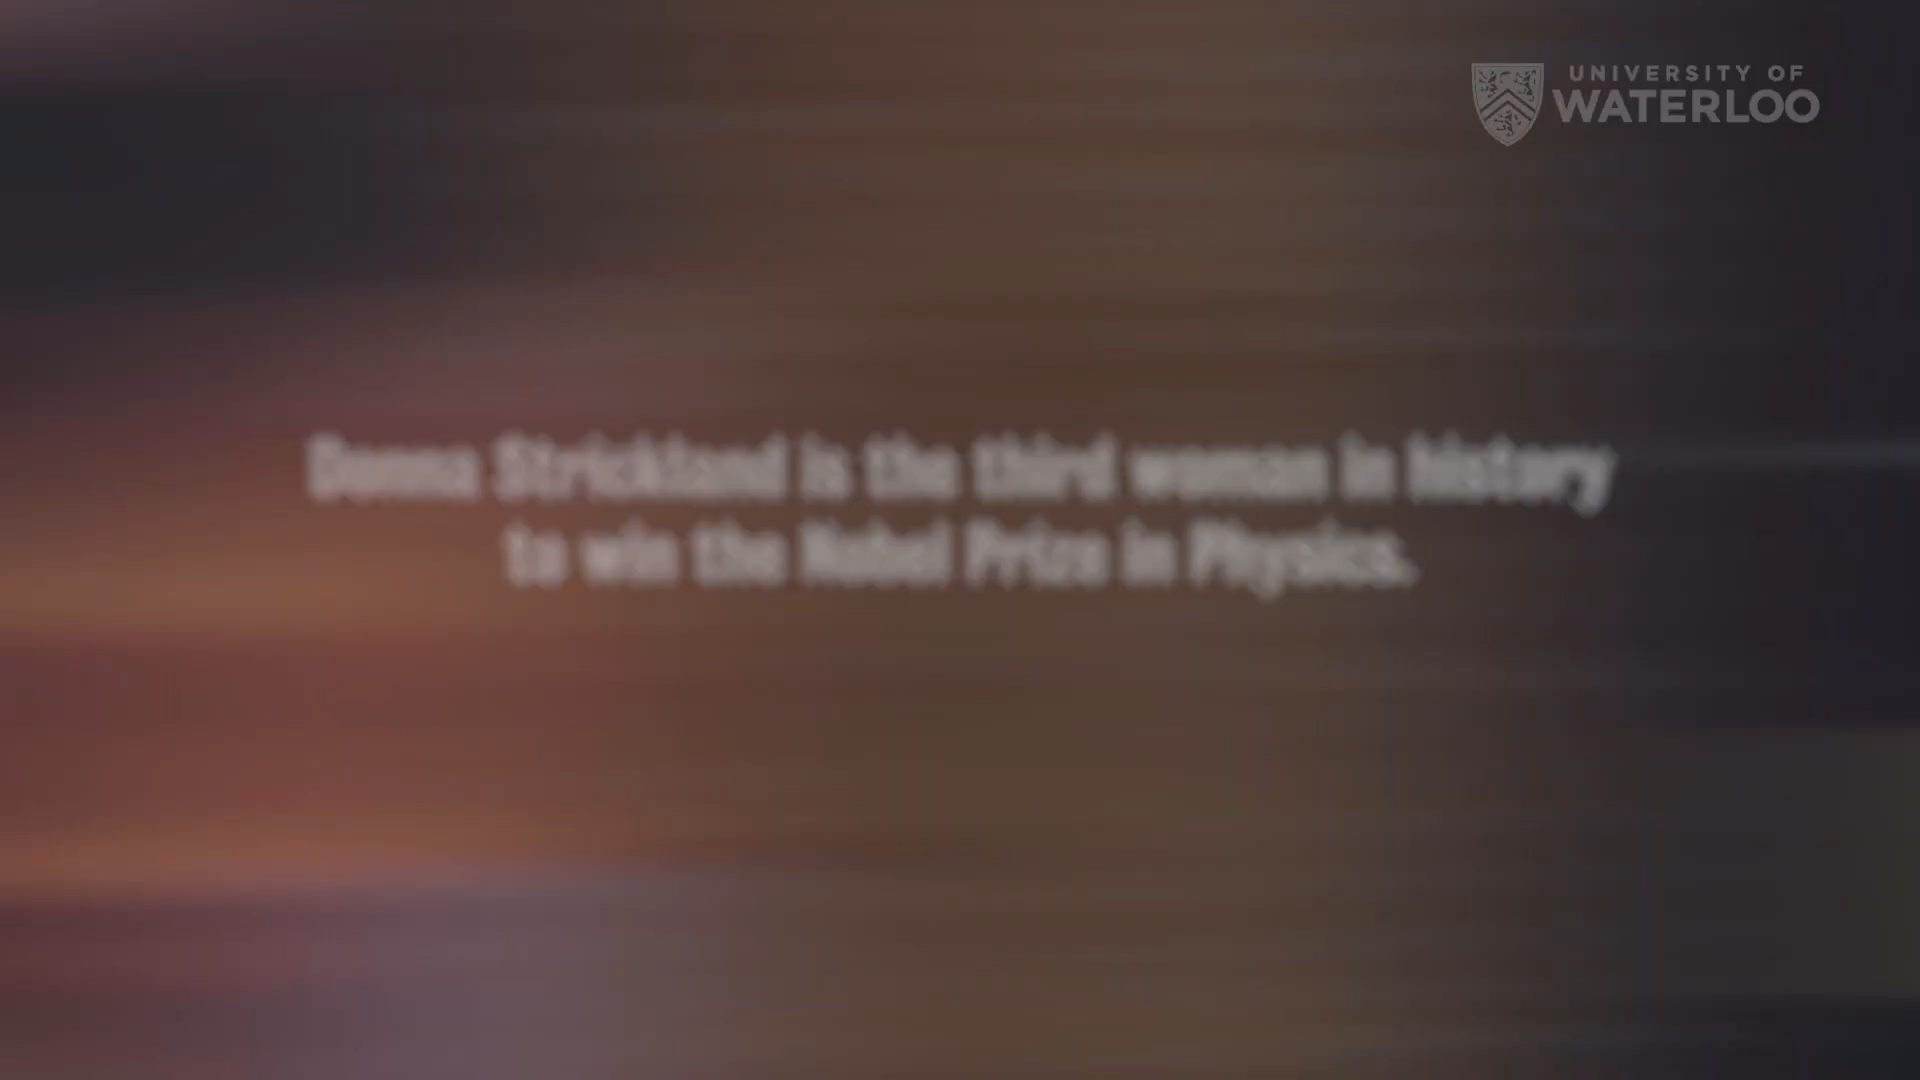 UNIVERSITY OF
WATERLOO
Donna Strickland is the third woman in history
to win the Nobel Prize in Physics.